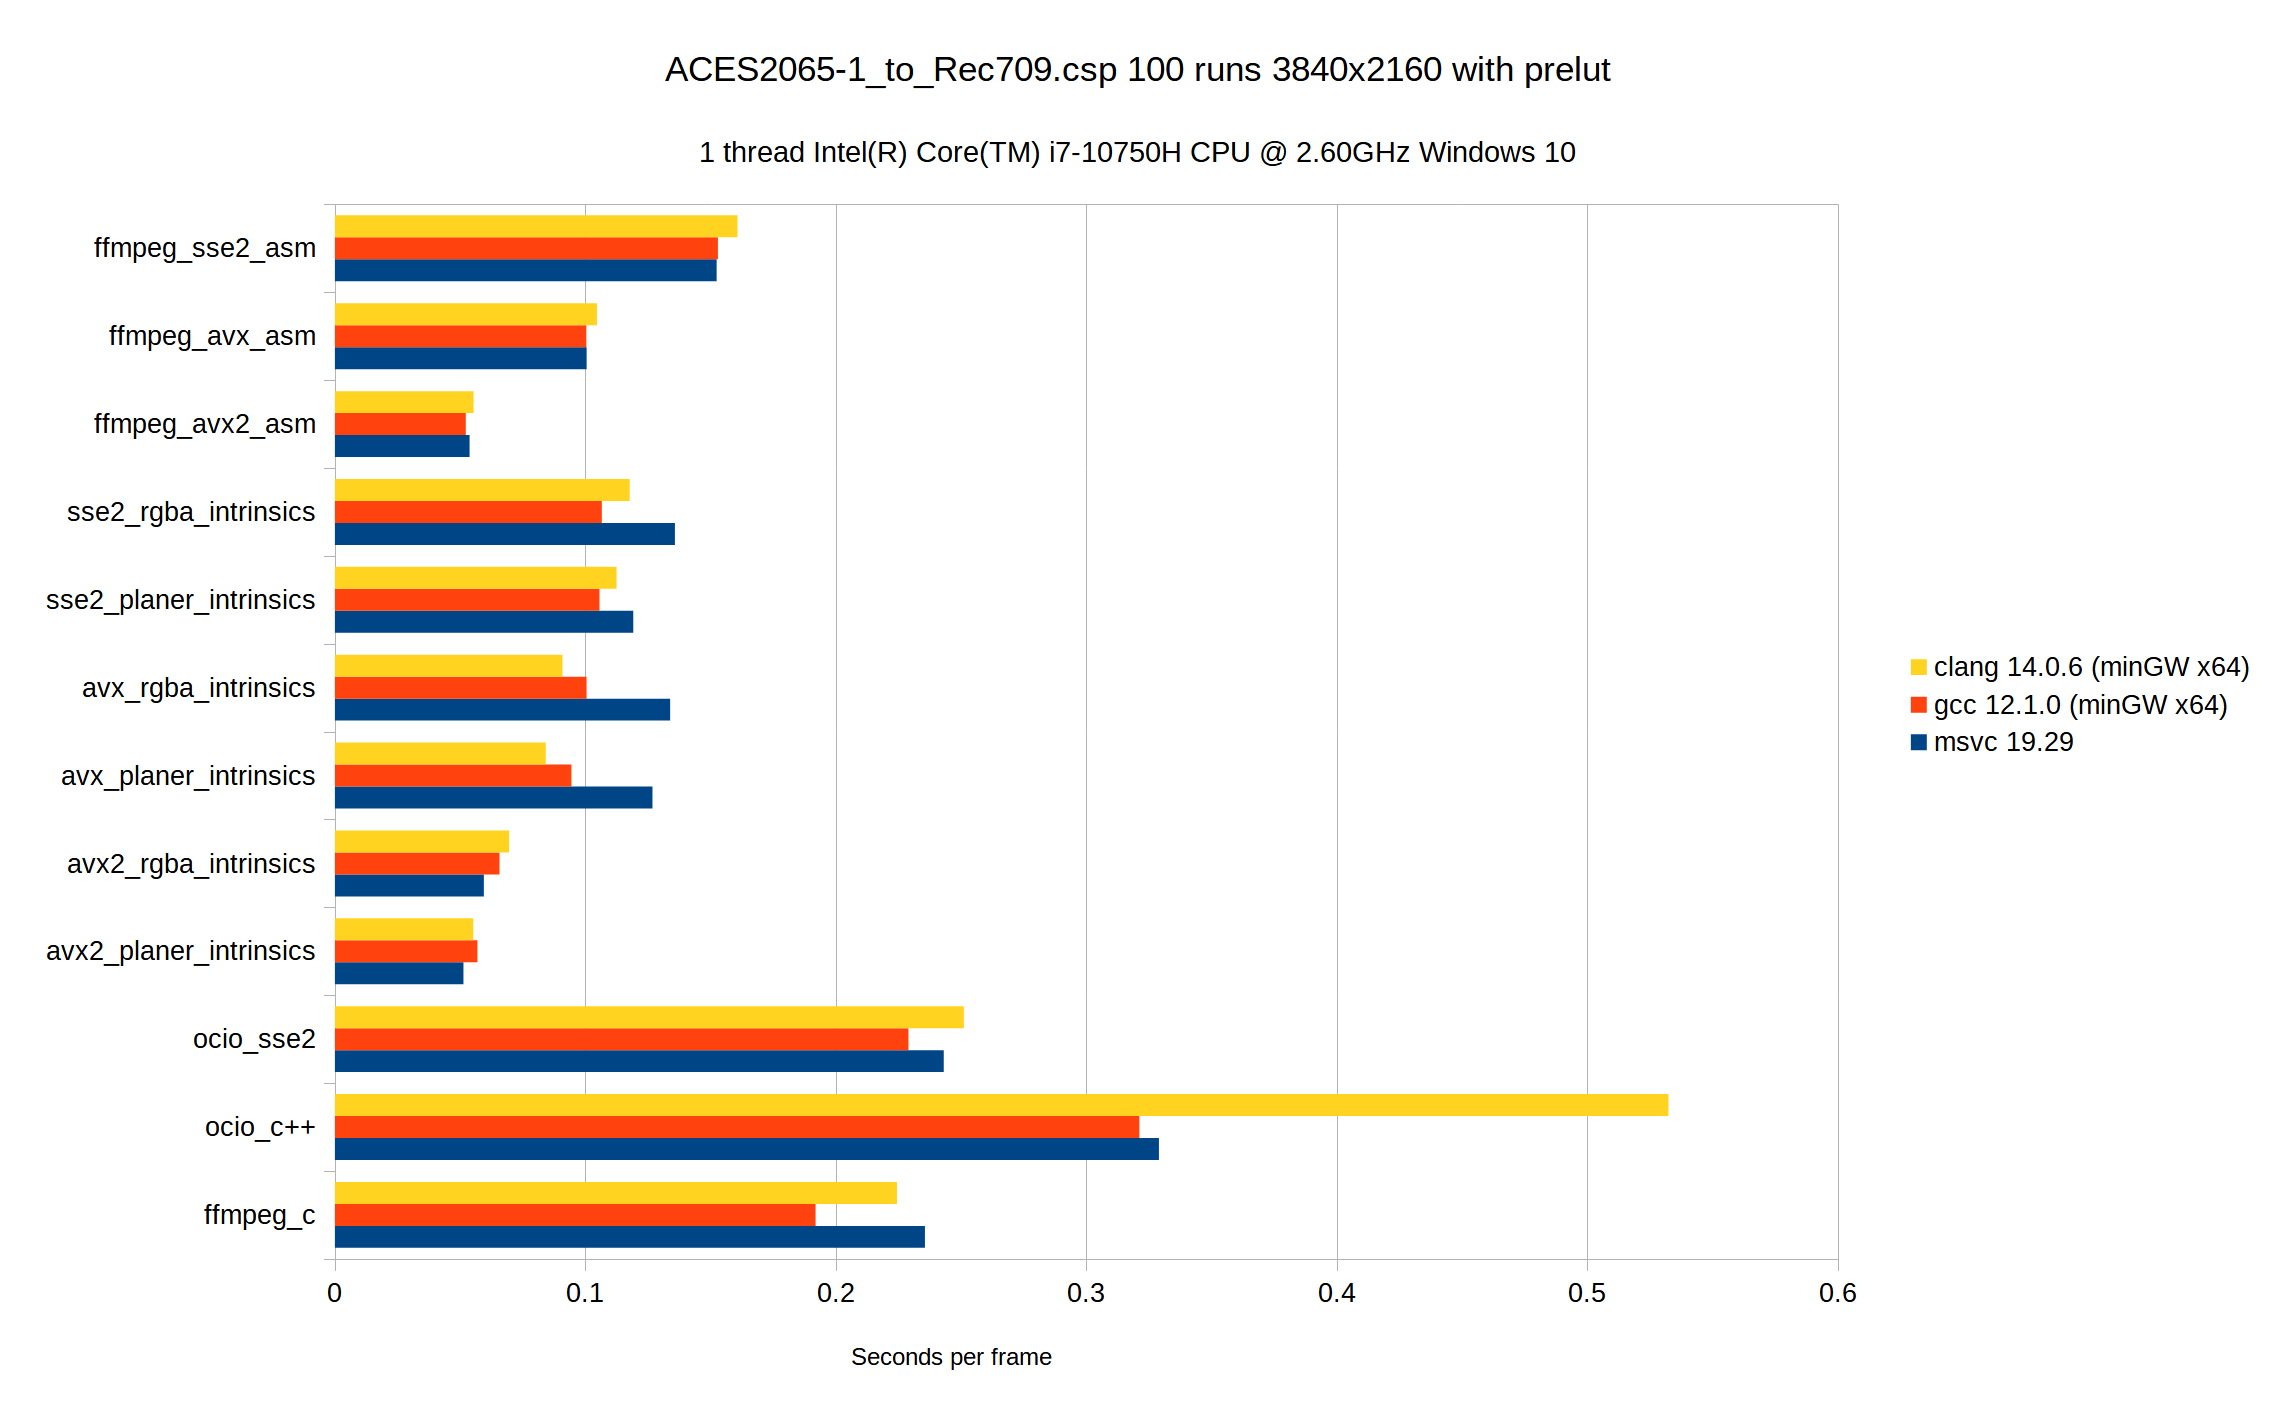 ACES2065-1_to_Rec709.csp 100 runs 3840x2160 with prelut
1 thread Intel(R) Core(TM) i7-10750H CPU @ 2.60GHz Windows 10
ffmpeg_sse2_asm
ffmpeg_avx_asm
ffmpeg_avx2_asm
sse2_rgba_intrinsics
sse2_planer_intrinsics
avx_rgba_intrinsics
avx_planer_intrinsics
avx2_rgba_intrinsics
avx2_planer_intrinsics
ocio_sse2
ocio_c++
ffmpeg_c
0 0.1 0.2 0.3 0.4 0.5 0.6
Seconds per frame
clang 14.0.6 (minGW x64)
gcc 12.1.0 (minGW x64)
msvc 19.29